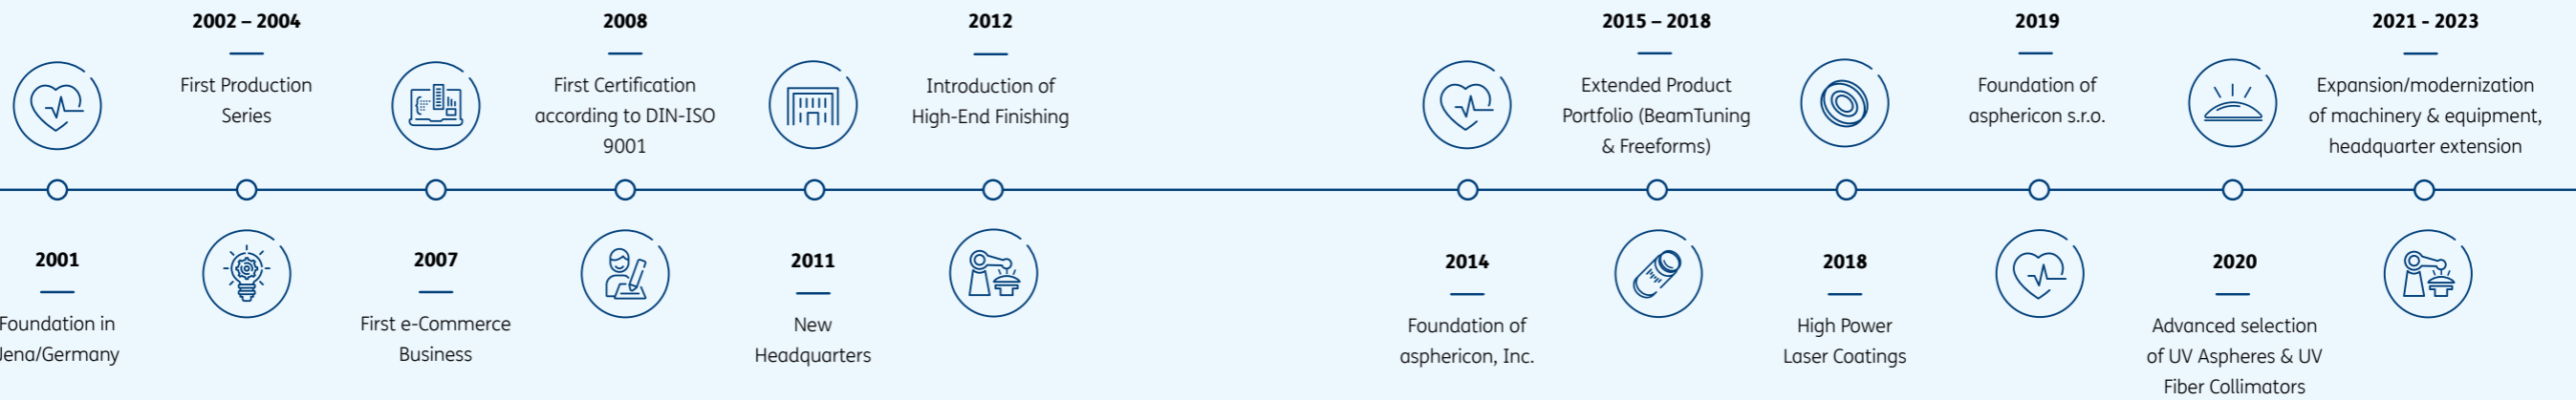 2001
Foundation in
Jena/Germany
2002 – 2004
First Production
Series
2007
First e-Commerce
Business
2008
First Certification
according to DIN-ISO
9001
2011
New
Headquarters
2012
Introduction of
High-End Finishing
2014
Foundation of
asphericon, Inc.
2015 – 2018
Extended Product
Portfolio (BeamTuning
& Freeforms)
2018
High Power
Laser Coatings
2019
Foundation of
asphericon s.r.o.
2020
Advanced selection
of UV Aspheres & UV
Fiber Collimators
2021 - 2023
Expansion/modernization
of machinery & equipment,
headquarter extension